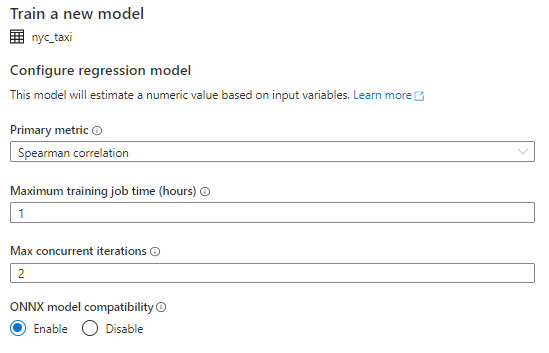 Train a new model
nyc_taxi
Configure regression model
This model will estimate a numeric value based on input variables. Learn more
Primary metric
Spearman correlation
Maximum training job time (hours)
1
Max concurrent iterations
2
ONNX model compatibility
Enable Disable